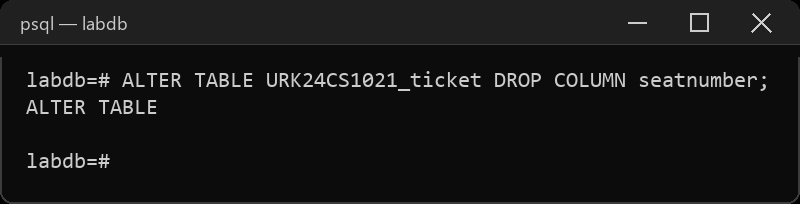 psql — labdb
labdb=# ALTER TABLE URK24CS1021_ticket DROP COLUMN seatnumber;
ALTER TABLE
labdb=#